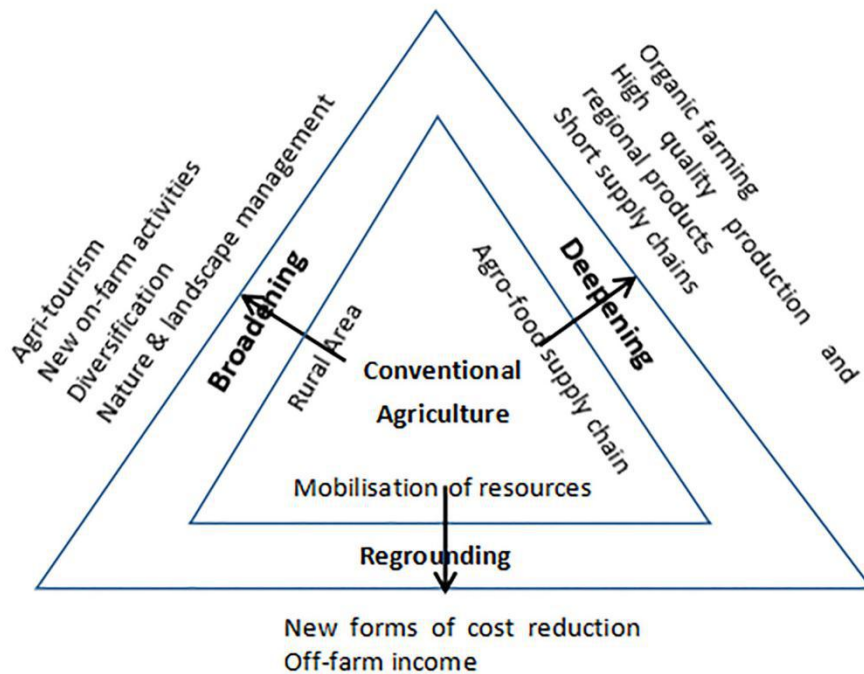 Agri-tourism
New on-farm activities
Diversification
Nature & landscape management
Broadening
Rural Area
Organic farming
High quality production and
regional products
Short supply chains
Deepening
Agro-food supply chain
Conventional
Agriculture
Mobilisation of resources
Regrounding
New forms of cost reduction
Off-farm income